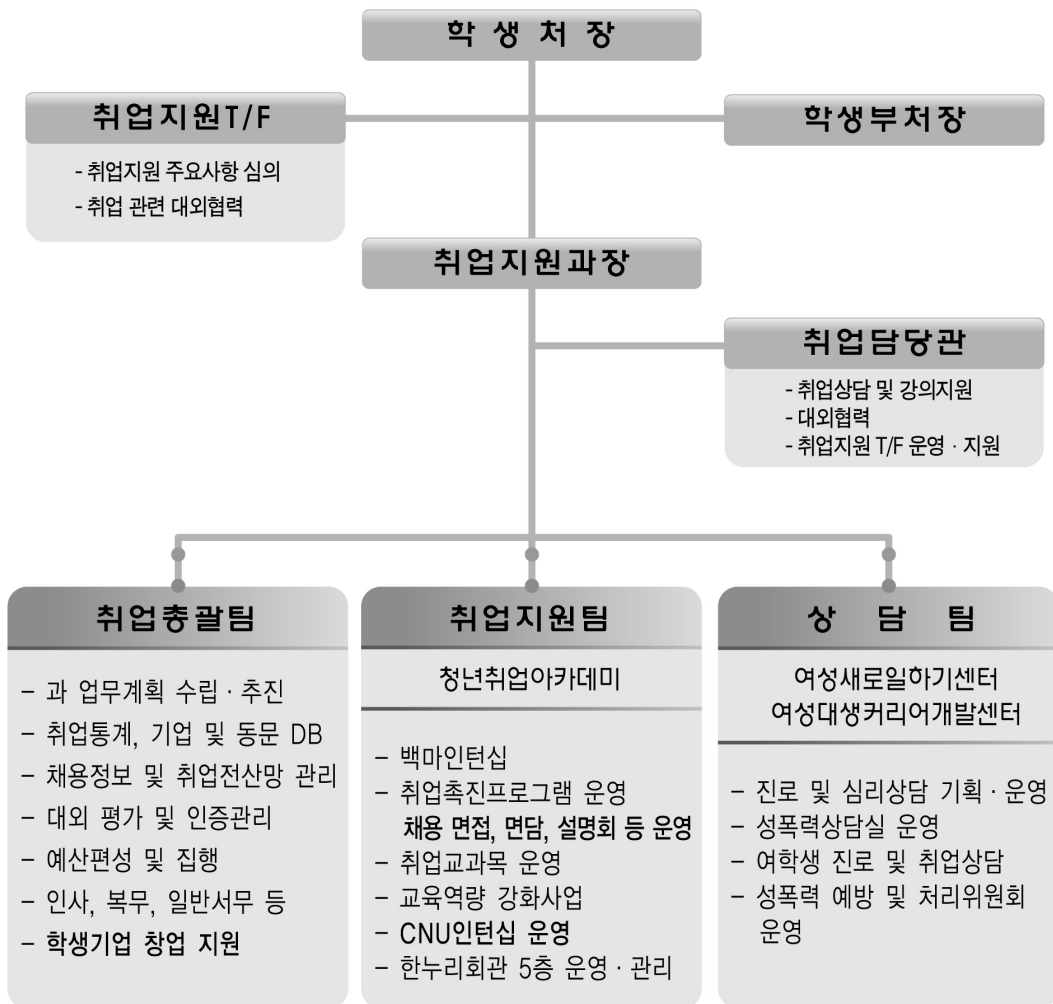 학 생 처 장
취업지원T/F
- 취업지원 주요사항 심의
- 취업 관련 대외협력
학생부처장
취업지원과장
취업담당관
- 취업상담 및 강의지원
- 대외협력
- 취업지원 T/F 운영 · 지원
취업총괄팀
- 과 업무계획 수립 · 추진
- 취업통계, 기업 및 동문 DB
- 채용정보 및 취업전산망 관리
- 대외 평가 및 인증관리
- 예산편성 및 집행
- 인사, 복무, 일반서무 등
- 학생기업 창업 지원
취업지원팀
청년취업아카데미
- 백마인턴십
- 취업촉진프로그램 운영
채용 면접, 면담, 설명회 등 운영
- 취업교과목 운영
- 교육역량 강화사업
- CNU인턴십 운영
- 한누리회관 5층 운영 · 관리
상 담 팀
여성새로일하기센터
여성대생커리어개발센터
- 진로 및 심리상담 기획 · 운영
- 성폭력상담실 운영
- 여학생 진로 및 취업상담
- 성폭력 예방 및 처리위원회
운영